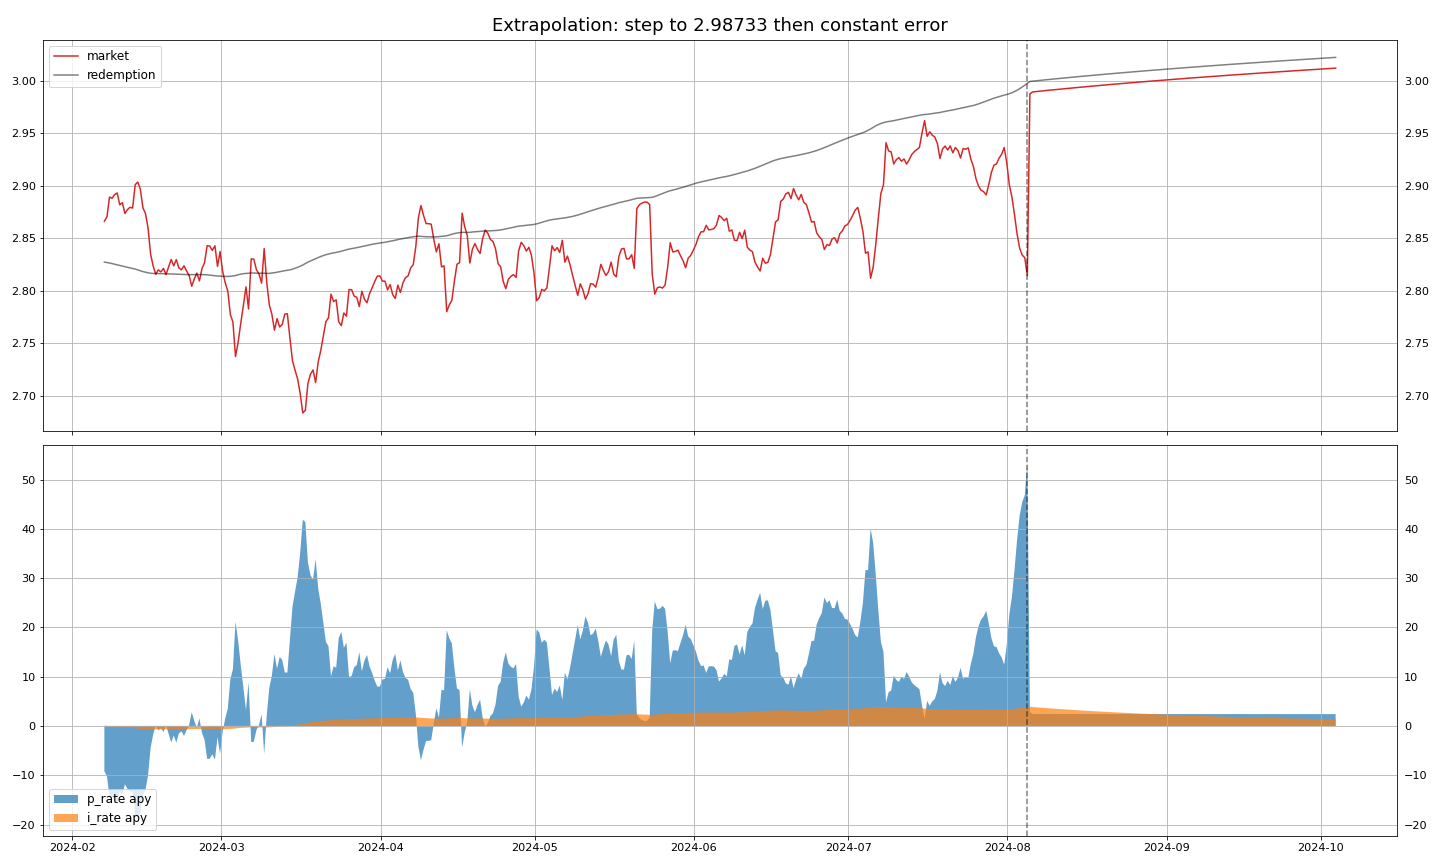 Extrapolation: step to 2.98733 then constant error
market
redemption
3.00 3.00
2.95 2.95
2.90 2.90
2.85 2.85
2.80 2.80
2.75 2.75
2.70 2.70
50 50
40 40
30 30
20 20
10 10
0 0
−10 −10
−20 −20
p_rate apy
i_rate apy
2024-02 2024-03 2024-04 2024-05 2024-06 2024-07 2024-08 2024-09 2024-10